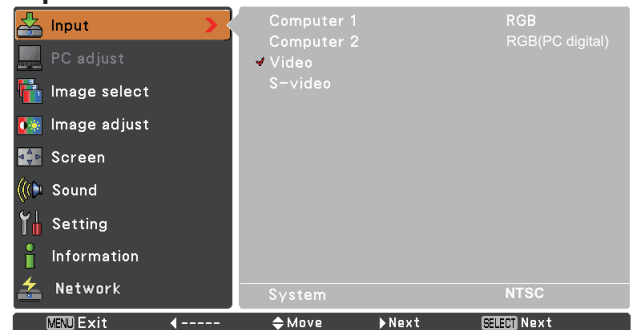 Input
PC adjust
Image select
Image adjust
Screen
Sound
Setting
Information
Network
Computer 1 RGB
Computer 2 RGB(PC digital)
Video
S-video
System NTSC
MENU Exit ----- Move Next SELECT Next